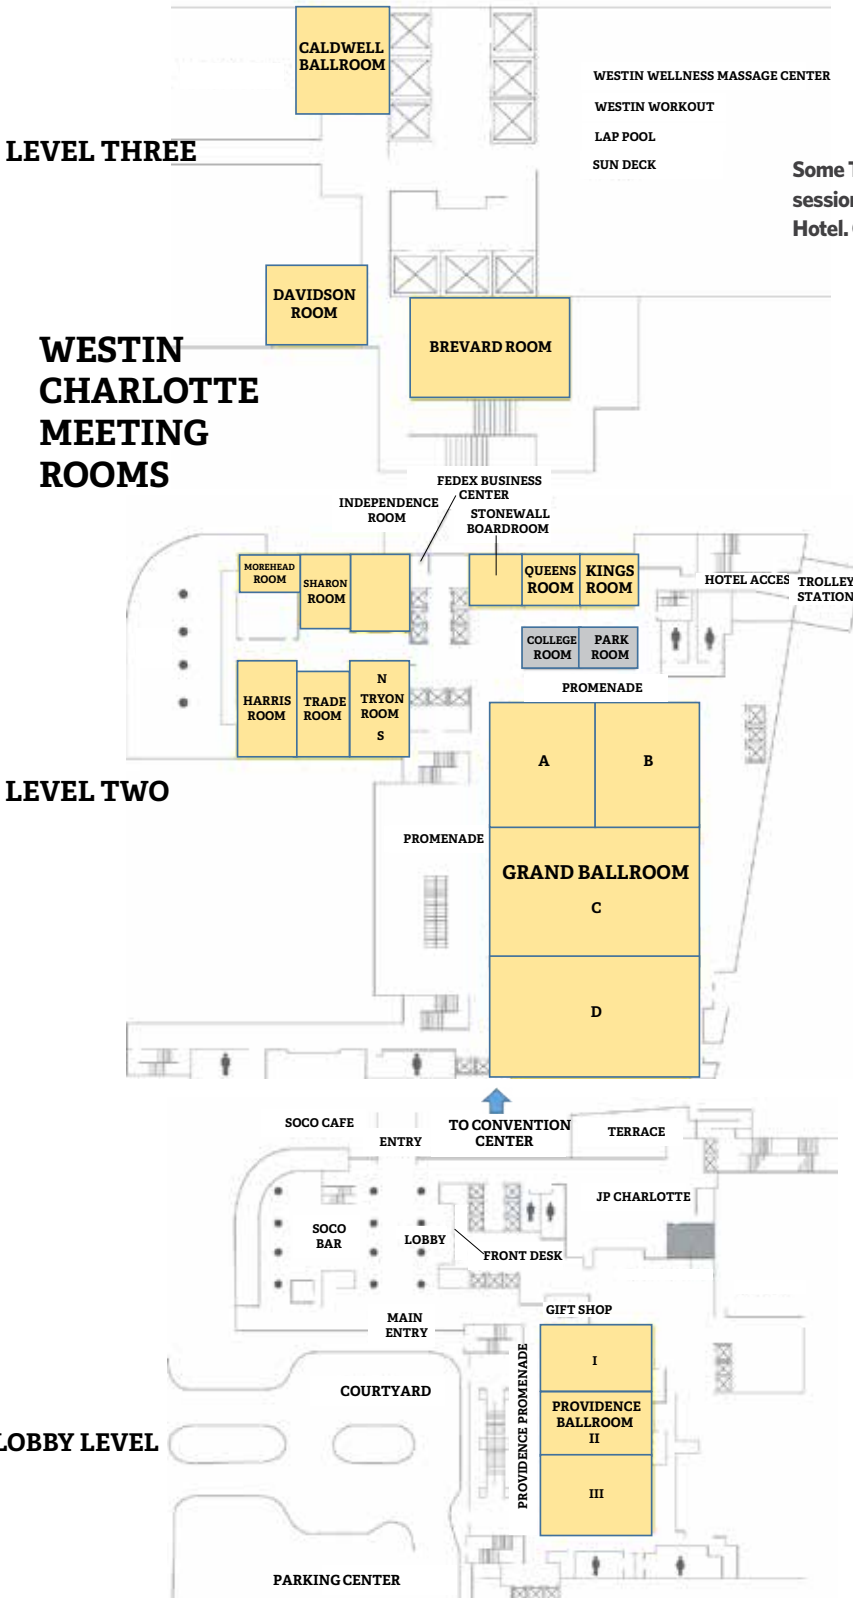 CALDWELL
BALLROOM
WESTIN WELLNESS MASSAGE CENTER
WESTIN WORKOUT
LAP POOL
SUN DECK
LEVEL THREE
Some
session
Hotel.
DAVIDSON
ROOM
BREVARD ROOM
WESTIN
CHARLOTTE
MEETING
ROOMS
FEDEX BUSINESS
CENTER
INDEPENDENCE
ROOM
STONEWALL
BOARDROOM
MOREHEAD
ROOM
SHARON
ROOM
QUEENS
ROOM
KINGS
ROOM
HOTEL ACCES
TROLLEY
STATION
COLLEGE
ROOM
PARK
ROOM
PROMENADE
HARRIS
ROOM
TRADE
ROOM
N
TRYON
ROOM
S
A
B
LEVEL TWO
PROMENADE
GRAND BALLROOM
C
D
TO CONVENTION
CENTER
SOCO CAFE
ENTRY
TERRACE
JP CHARLOTTE
SOCO
BAR
LOBBY
FRONT DESK
GIFT SHOP
MAIN
ENTRY
COURTYARD
PROVIDENCE PROMENADE
I
PROVIDENCE
BALLROOM
II
III
LOBBY LEVEL
PARKING CENTER